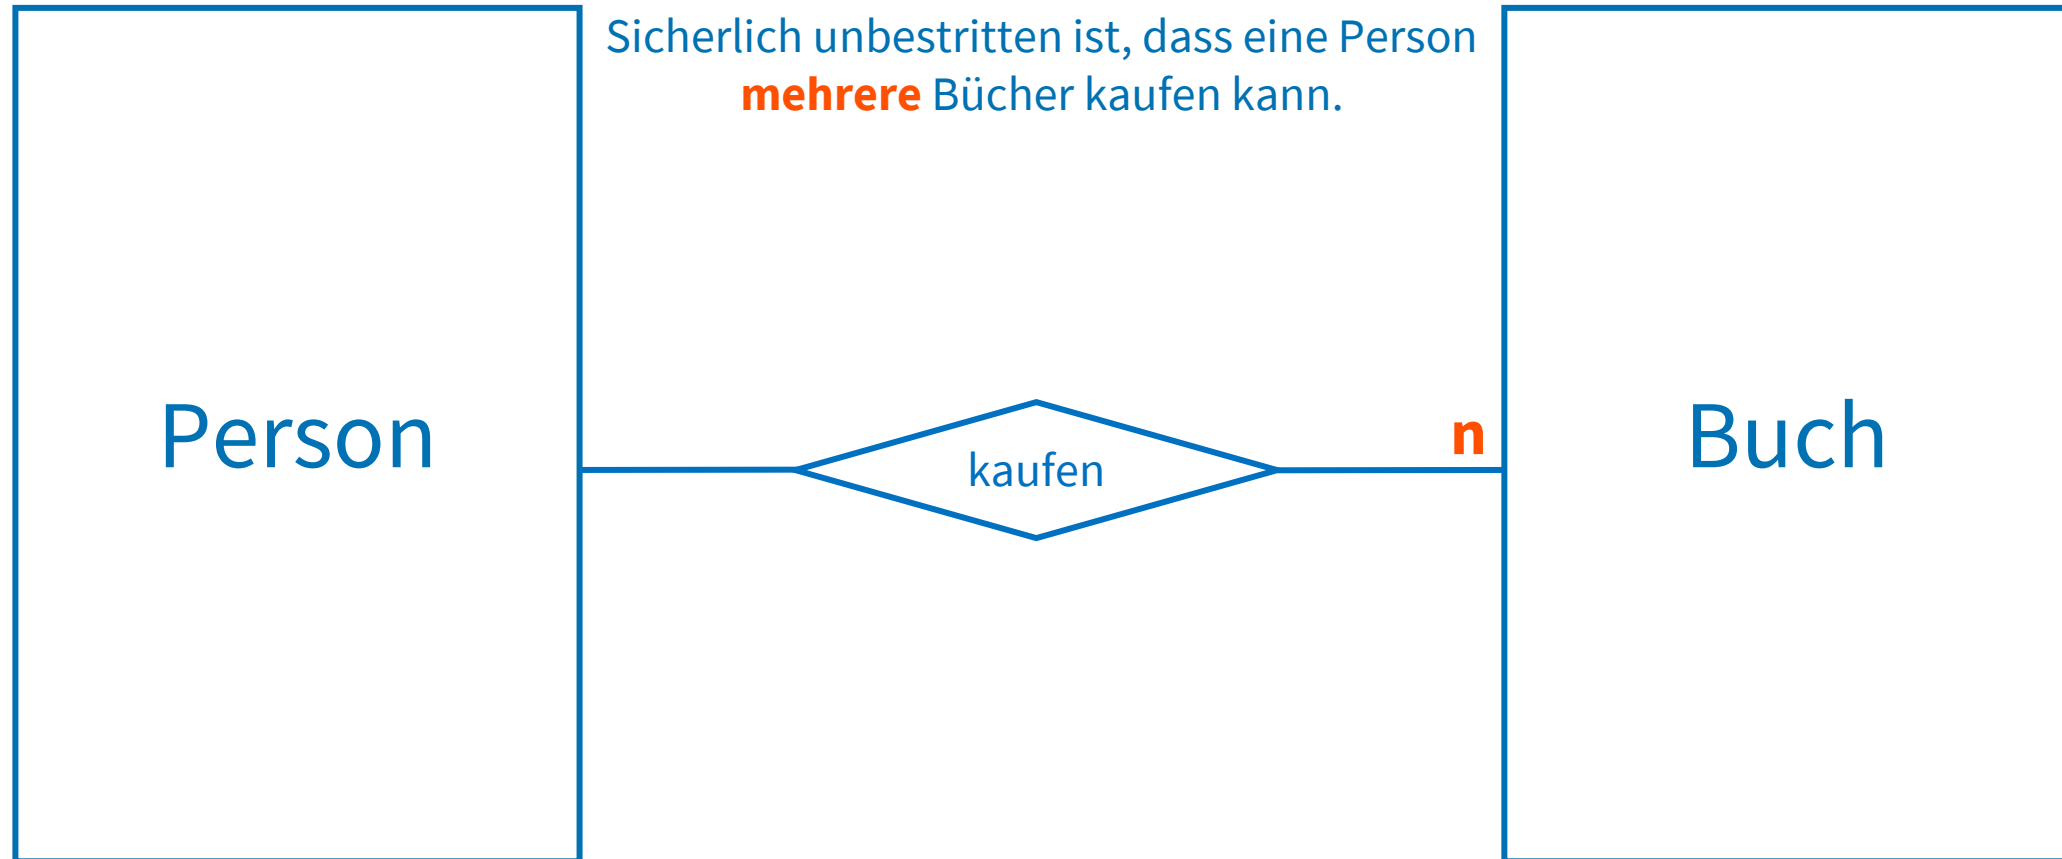 Sicherlich unbestritten ist, dass eine Person
mehrere Bücher kaufen kann.
Person
kaufen
n
Buch